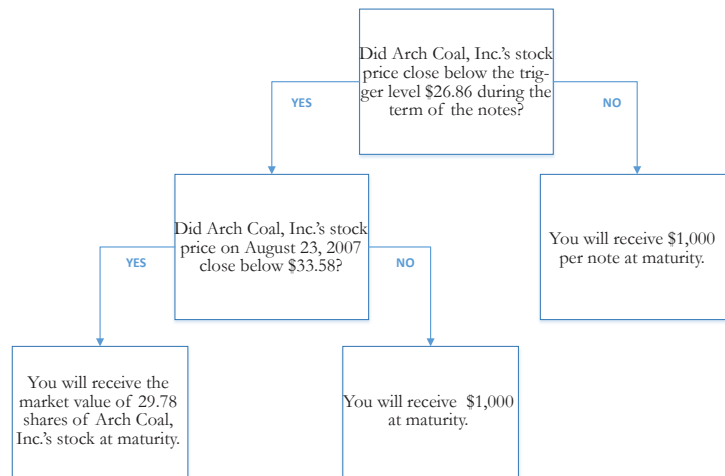 Did Arch Coal, Inc.'s stock
price close below the trig-
ger level $26.86 during the
term of the notes?
YES
NO
Did Arch Coal, Inc.'s stock
price on August 23, 2007
close below $33.58?
You will receive $1,000
per note at maturity.
YES
NO
You will receive the
market value of 29.78
shares of Arch Coal,
Inc.'s stock at maturity.
You will receive $1,000
at maturity.